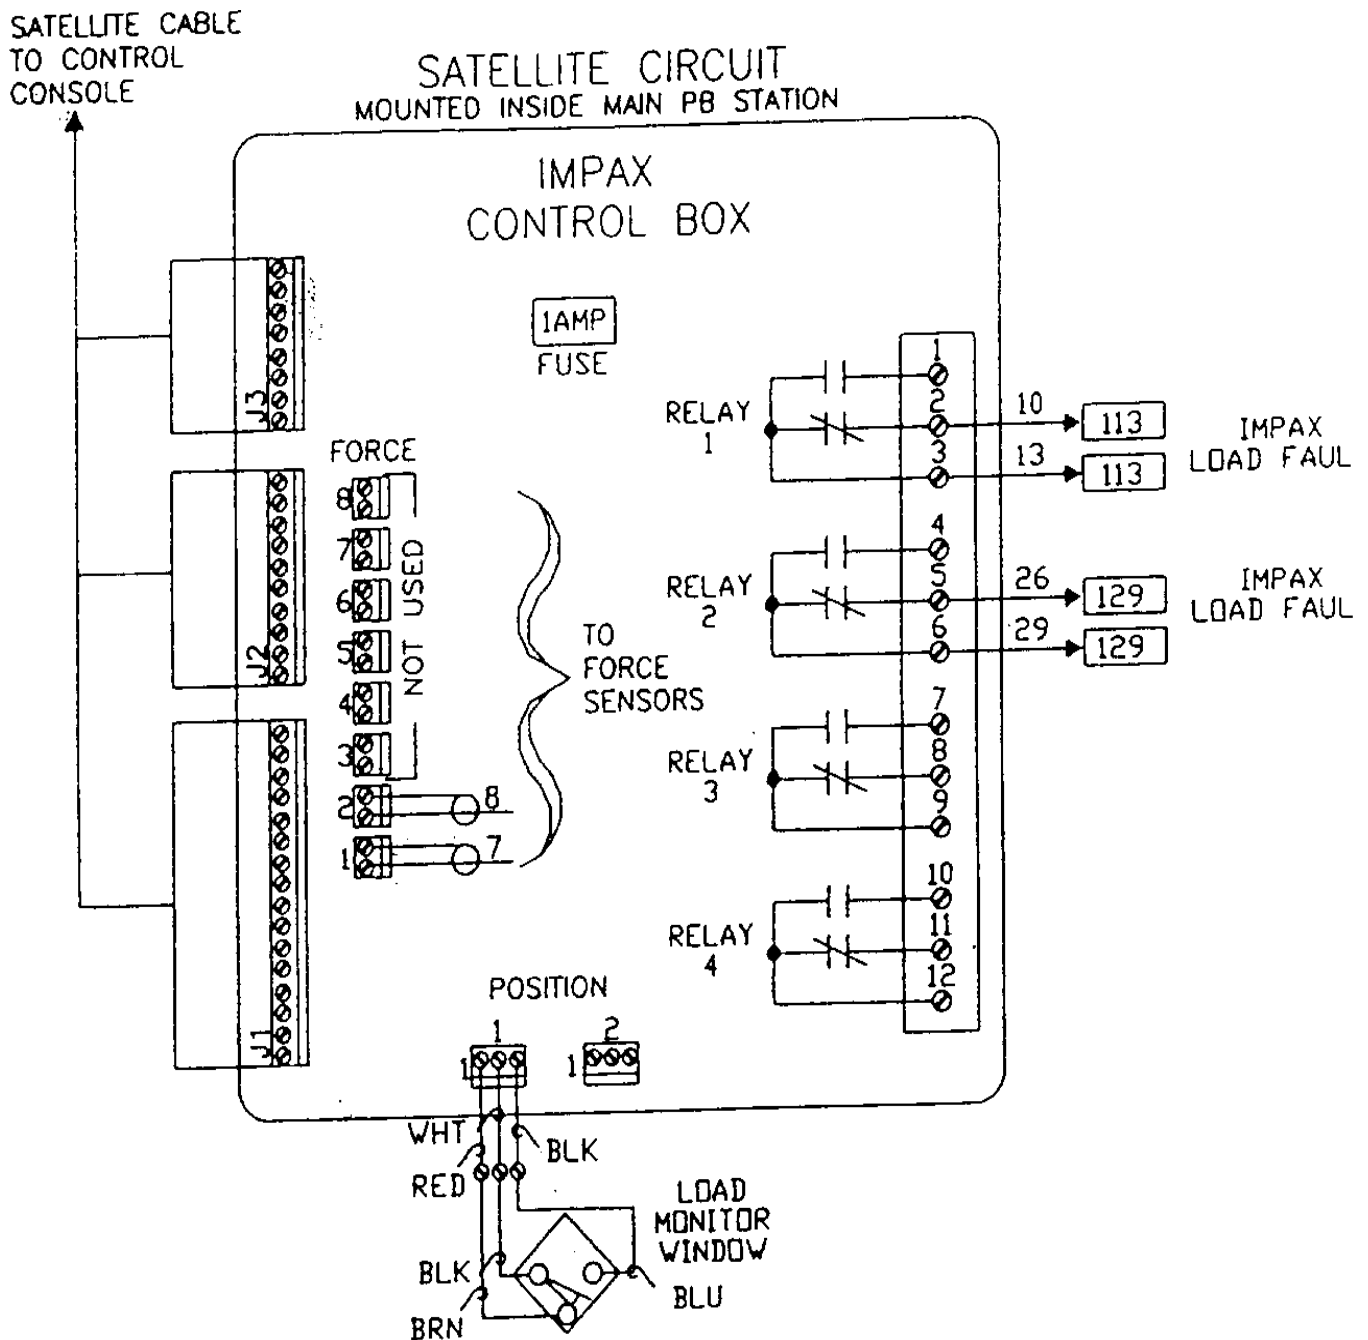 SATELLITE CABLE
TO CONTROL
CONSOLE
SATELLITE CIRCUIT
MOUNTED INSIDE MAIN PB STATION
IMPAX
CONTROL BOX
1AMP
FUSE
J3
J2
J1
FORCE
8
7
6
5
4
3
2
1
NOT USED
8
7
TO
FORCE
SENSORS
RELAY
1
1
2
3
10
13
113
113
IMPAX
LOAD FAUL
RELAY
2
4
5
6
26
29
129
129
IMPAX
LOAD FAUL
RELAY
3
7
8
9
RELAY
4
10
11
12
POSITION
1
2
1
1
WHT
BLK
RED
LOAD
MONITOR
WINDOW
BLK
BLU
BRN